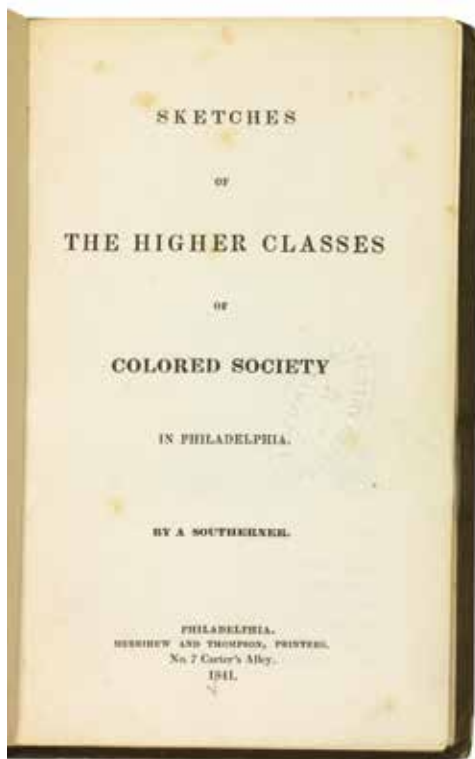 SKETCHES
OF
THE HIGHER CLASSES
OF
COLORED SOCIETY
IN PHILADELPHIA.
BY A SOUTHERNER.
PHILADELPHIA.
MERRIHEW AND THOMPSON, PRINTERS,
No. 7 Carter's Alley.
1841.